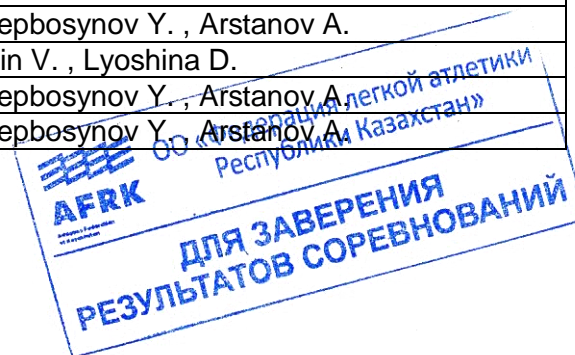 epbosynov Y. , Arstanov A.
in V. , Lyoshina D.
epbosynov Y. , Arstanov A.
epbosynov Y. , Arstanov A.
ОО «Федерация легкой атлетики
Республики Казахстан»
AFRK
ДЛЯ ЗАВЕРЕНИЯ
РЕЗУЛЬТАТОВ СОРЕВНОВАНИЙ